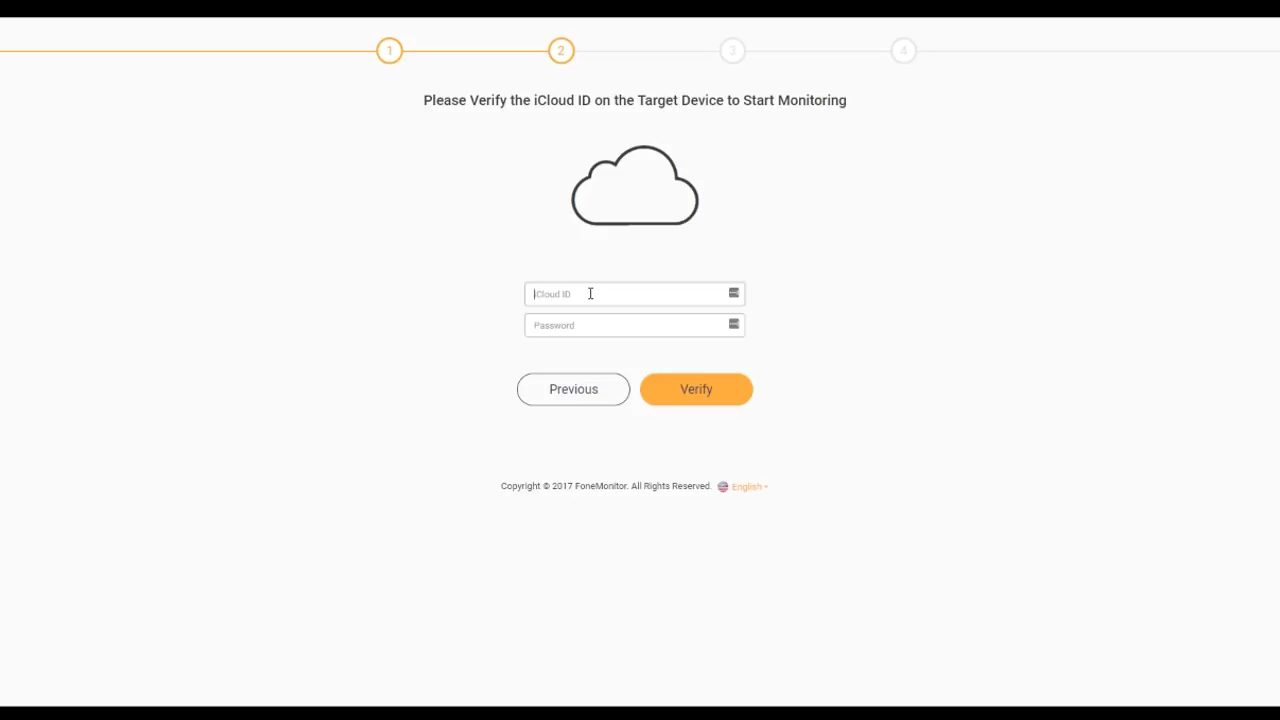 1 2 3 4
Please Verify the iCloud ID on the Target Device to Start Monitoring
iCloud ID
Password
Previous Verify
Copyright © 2017 FoneMonitor. All Rights Reserved. English